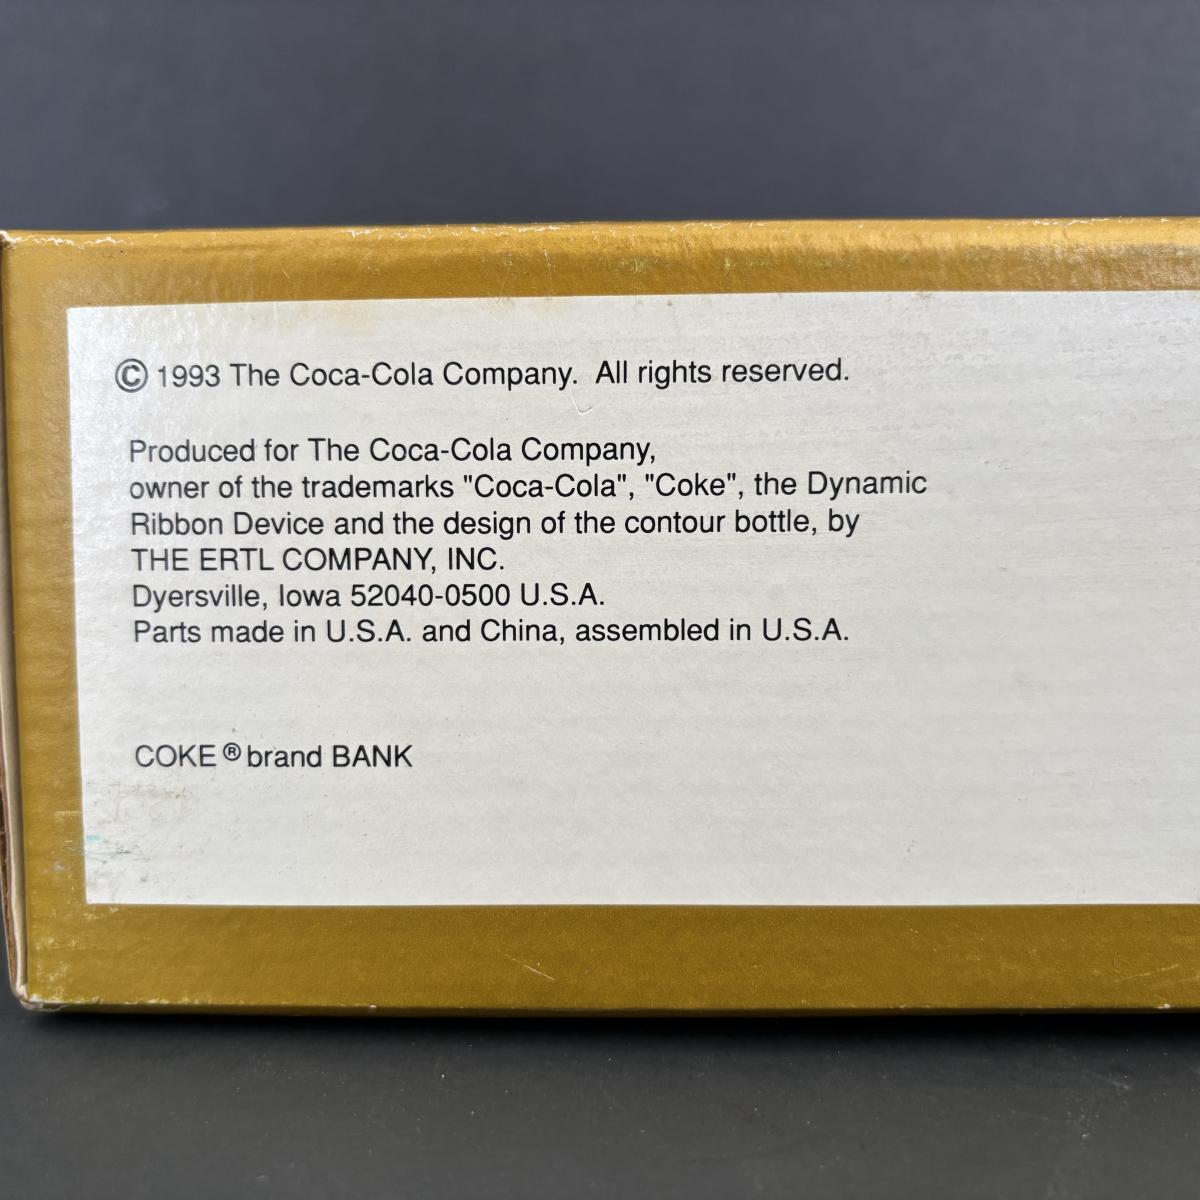 © 1993 The Coca-Cola Company. All rights reserved.
Produced for The Coca-Cola Company,
owner of the trademarks "Coca-Cola", "Coke", the Dynamic
Ribbon Device and the design of the contour bottle, by
THE ERTL COMPANY, INC.
Dyersville, Iowa 52040-0500 U.S.A.
Parts made in U.S.A. and China, assembled in U.S.A.
COKE ® brand BANK